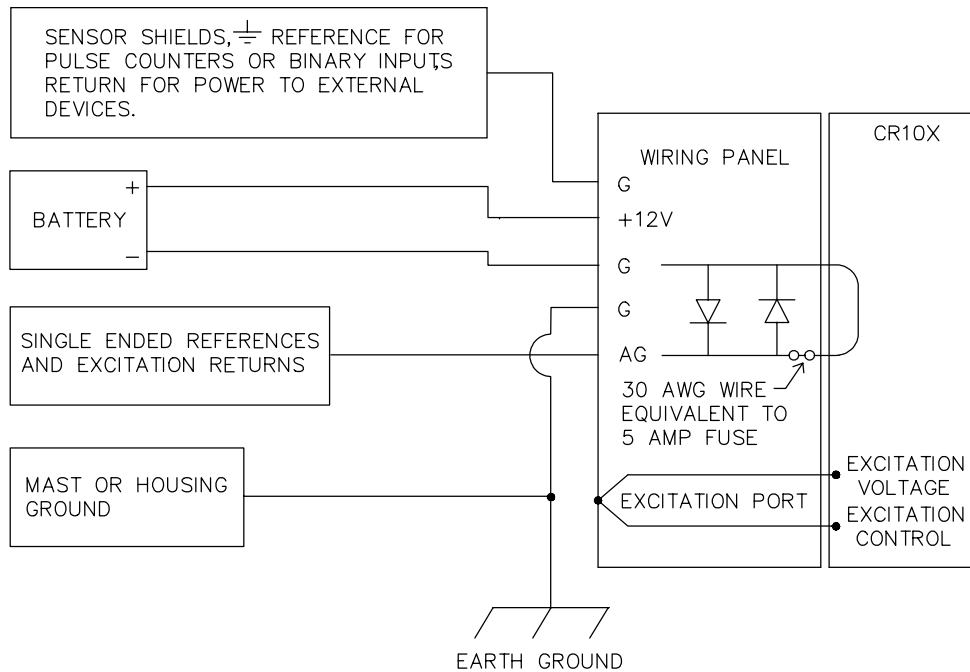 SENSOR SHIELDS, ⏚ REFERENCE FOR
PULSE COUNTERS OR BINARY INPUTS,
RETURN FOR POWER TO EXTERNAL
DEVICES.
BATTERY
+
−
SINGLE ENDED REFERENCES
AND EXCITATION RETURNS
MAST OR HOUSING
GROUND
WIRING PANEL
G
+12V
G
G
AG
30 AWG WIRE
EQUIVALENT TO
5 AMP FUSE
EXCITATION PORT
CR10X
EXCITATION
VOLTAGE
EXCITATION
CONTROL
EARTH GROUND